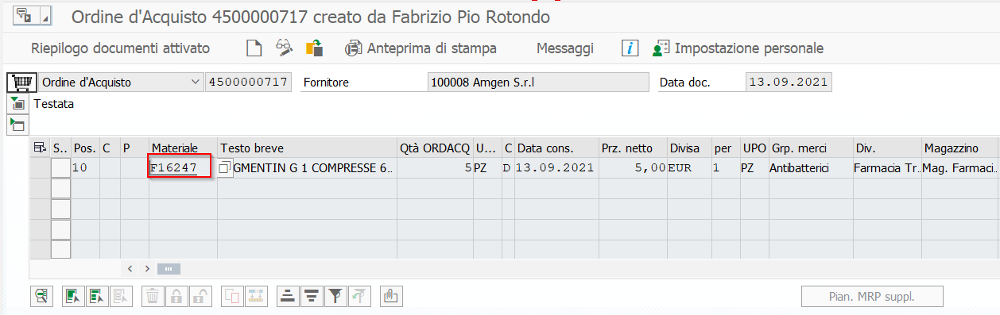 Ordine d'Acquisto 4500000717 creato da Fabrizio Pio Rotondo
Riepilogo documenti attivato Anteprima di stampa Messaggi Impostazione personale
Ordine d'Acquisto 4500000717 Fornitore 100008 Amgen S.r.l Data doc. 13.09.2021
Testata
S.. Pos. C P Materiale Testo breve Qtà ORDACQ U... C Data cons. Prz. netto Divisa per UPO Grp. merci Div. Magazzino
10 F16247 GMENTIN G 1 COMPRESSE 6... 5 PZ D 13.09.2021 5,00 EUR 1 PZ Antibatterici Farmacia Tr... Mag. Farmaci...
Pian. MRP suppl.